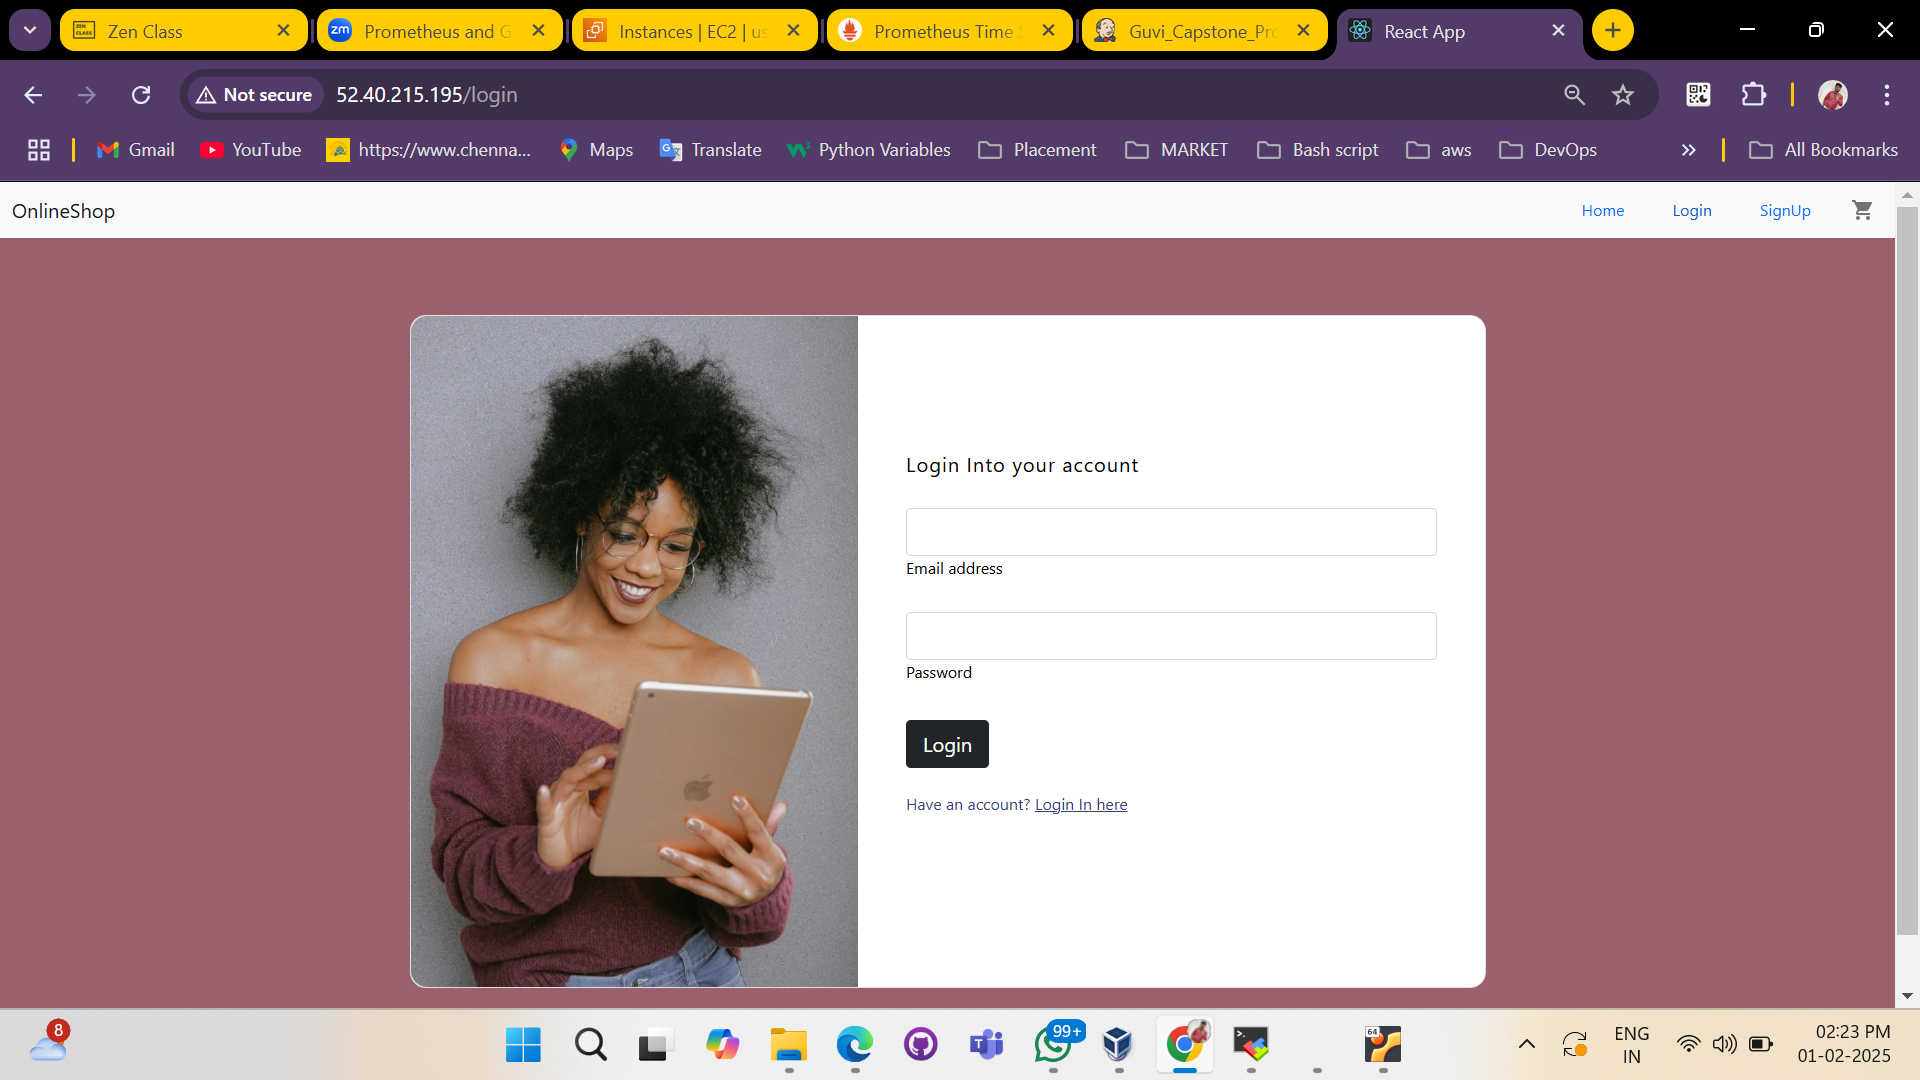 Zen Class
Prometheus and G
Instances | EC2 | us
Prometheus Time S
Guvi_Capstone_Pro
React App
Not secure
52.40.215.195/login
Gmail
YouTube
https://www.chenna...
Maps
Translate
Python Variables
Placement
MARKET
Bash script
aws
DevOps
All Bookmarks
OnlineShop
Home
Login
SignUp
Login Into your account
Email address
Password
Login
Have an account? Login In here
8
99+
64
ENG
IN
02:23 PM
01-02-2025